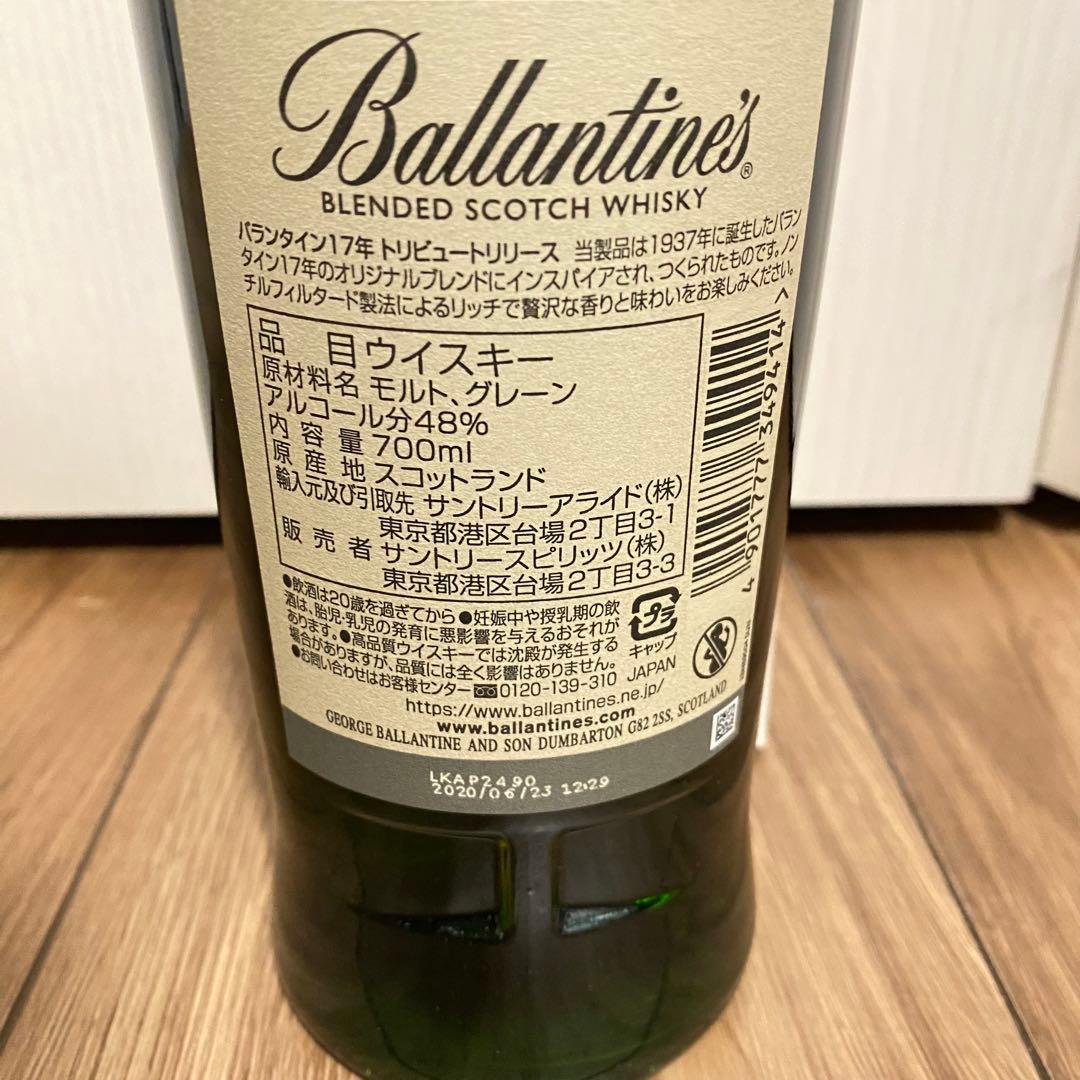 Ballantine's®
BLENDED SCOTCH WHISKY
バランタイン17年 トリビュートリリース 当製品は1937年に誕生したバラン
タイン17年のオリジナルブレンドにインスパイアされ、つくられたものです。ノン
チルフィルタード製法によるリッチで贅沢な香りと味わいをお楽しみください。
品目 ウイスキー
原材料名 モルト、グレーン
アルコール分48%
内容量 700ml
原産地 スコットランド
輸入元及び引取先 サントリーアライド(株)
東京都港区台場2丁目3-1
販売者 サントリースピリッツ(株)
東京都港区台場2丁目3-3
4 901777 349414 >
●飲酒は20歳を過ぎてから ●妊娠中や授乳期の飲
酒は、胎児・乳児の発育に悪影響を与えるおそれが
あります。●高品質ウイスキーでは沈殿が発生する
場合がありますが、品質には全く影響はありません。
●お問い合わせはお客様センター 0120-139-310
プラ
キャップ
JAPAN
https://www.ballantines.ne.jp/
www.ballantines.com
GEORGE BALLANTINE AND SON DUMBARTON G82 2SS, SCOTLAND
LKAP2490
2020/06/23 12:29